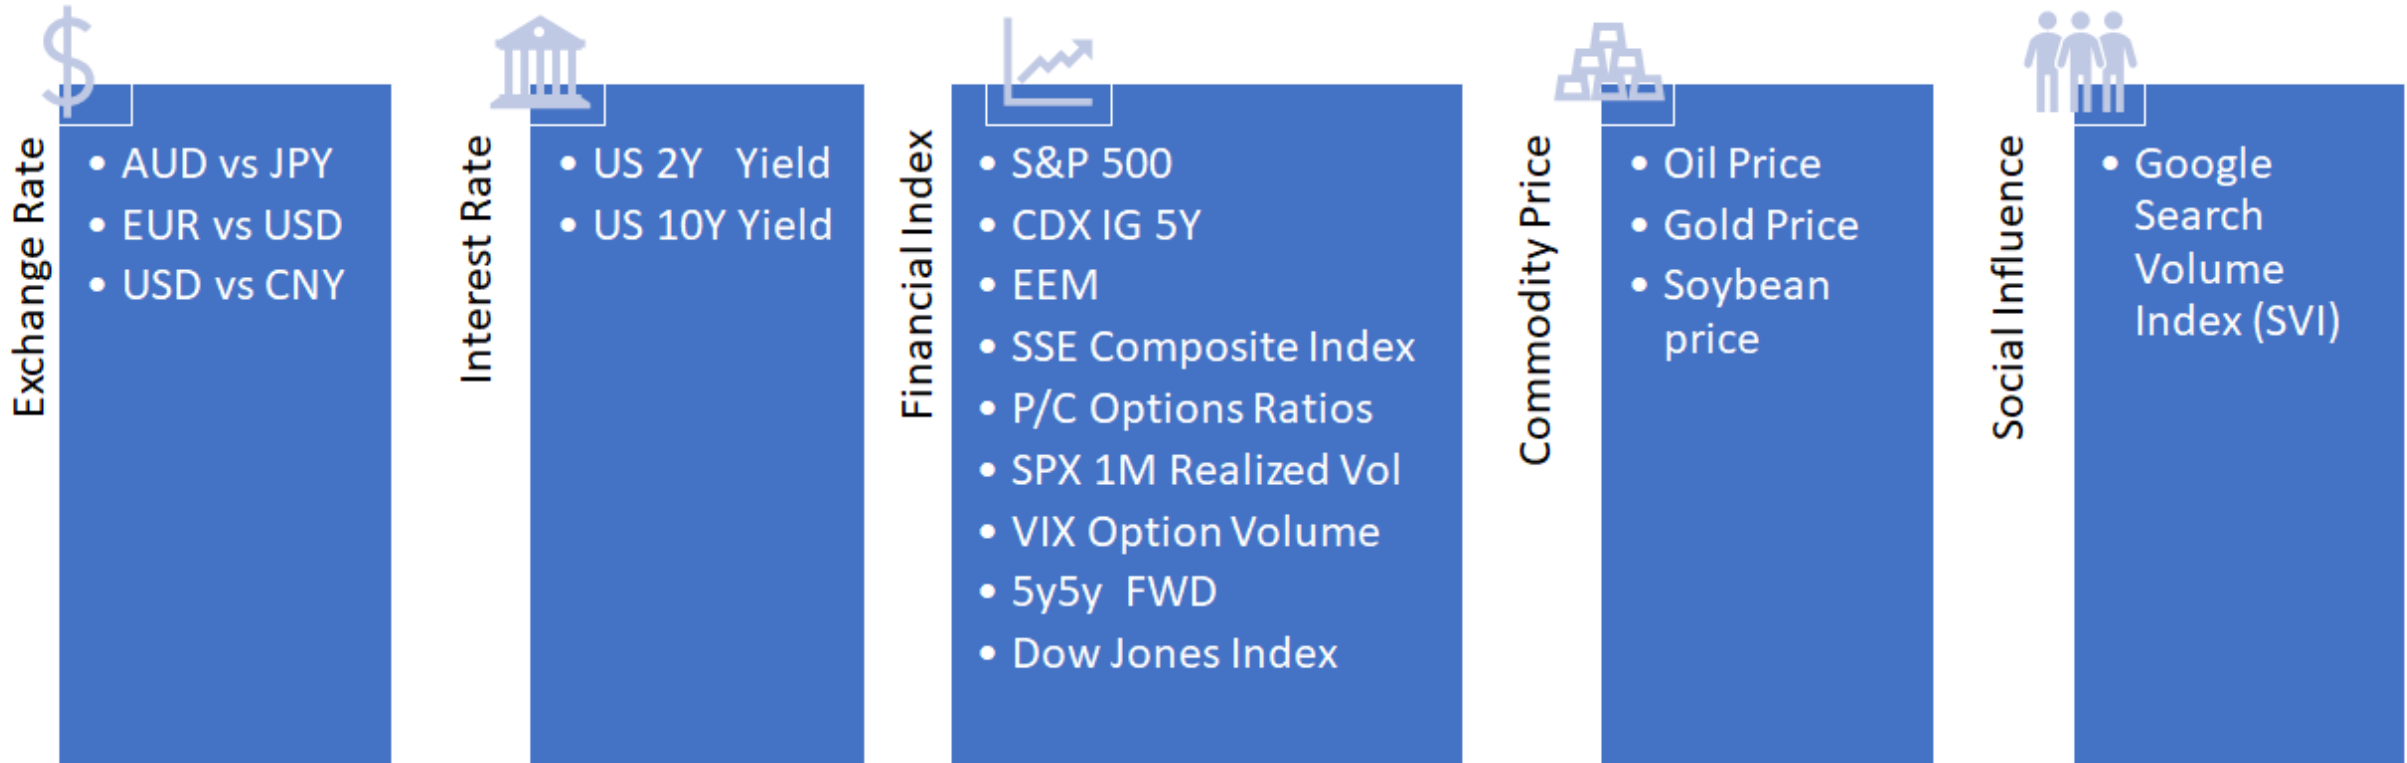 Exchange Rate
• AUD vs JPY
• EUR vs USD
• USD vs CNY
Interest Rate
• US 2Y Yield
• US 10Y Yield
Financial Index
• S&P 500
• CDX IG 5Y
• EEM
• SSE Composite Index
• P/C Options Ratios
• SPX 1M Realized Vol
• VIX Option Volume
• 5y5y FWD
• Dow Jones Index
Commodity Price
• Oil Price
• Gold Price
• Soybean
price
Social Influence
• Google
Search
Volume
Index (SVI)